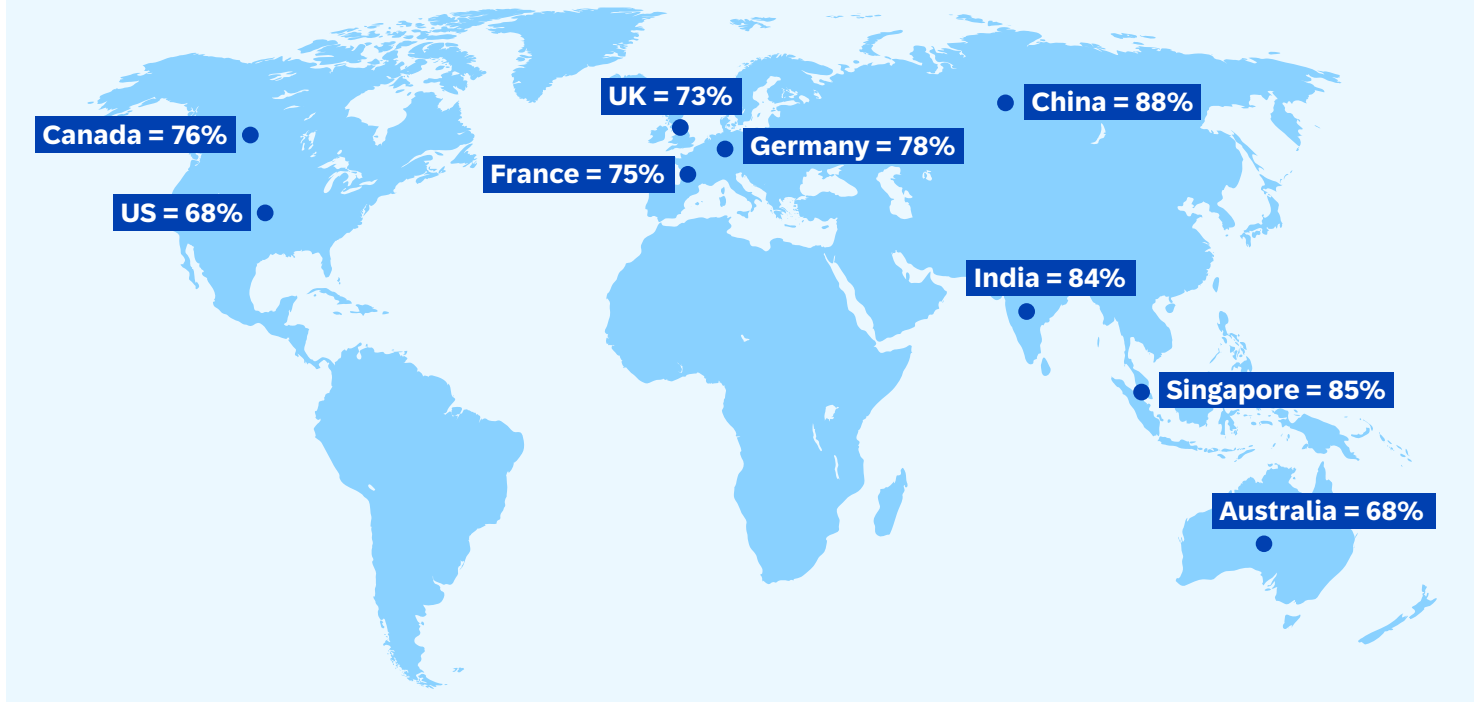 UK = 73%
China = 88%
Canada = 76%
Germany = 78%
France = 75%
US = 68%
India = 84%
Singapore = 85%
Australia = 68%